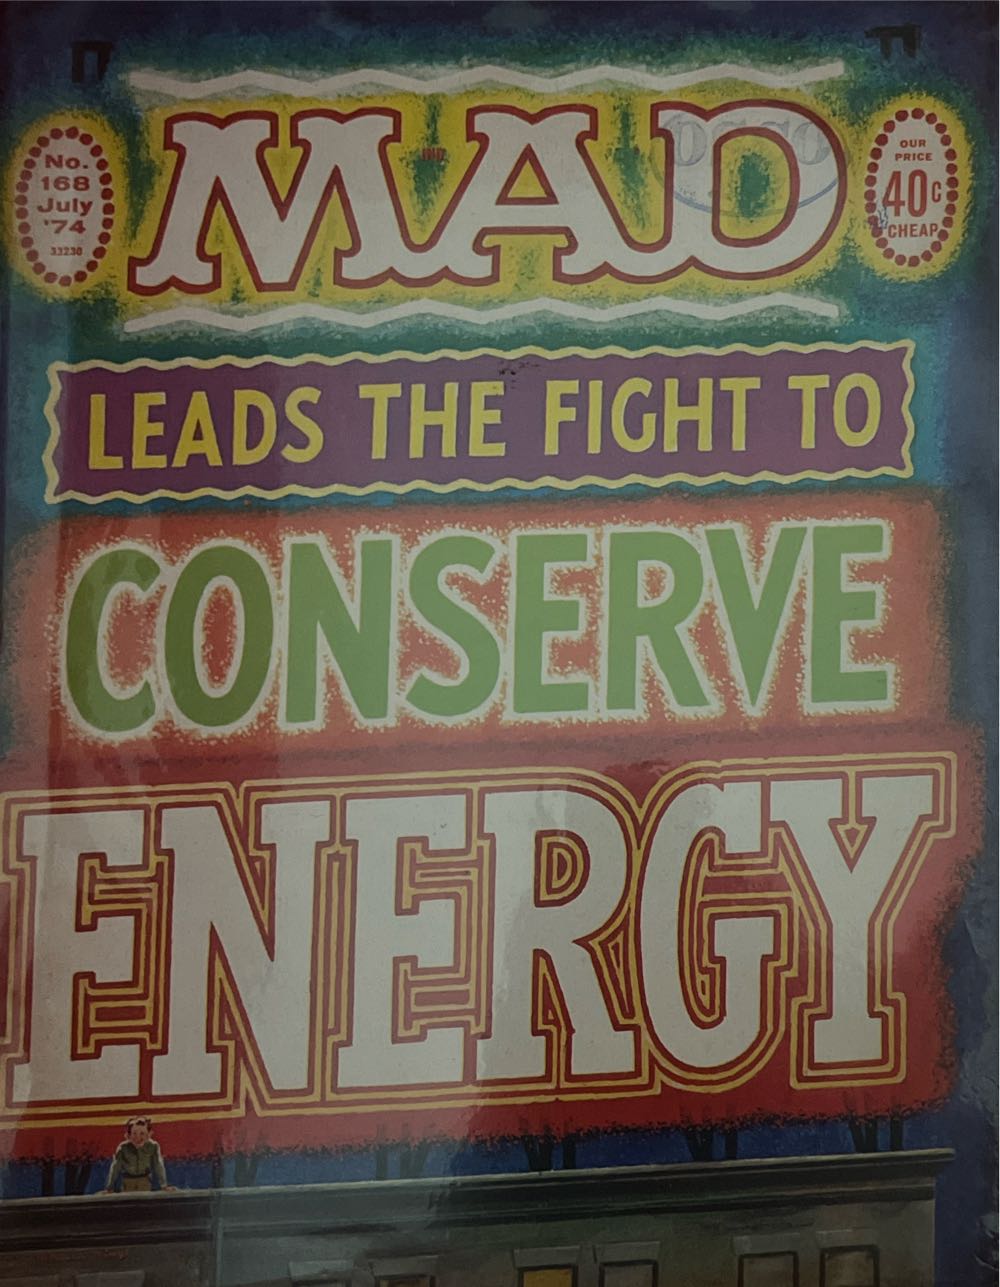 MAD
No.
168
July
'74
33230
OUR
PRICE
40¢
CHEAP
LEADS THE FIGHT TO
CONSERVE
ENERGY